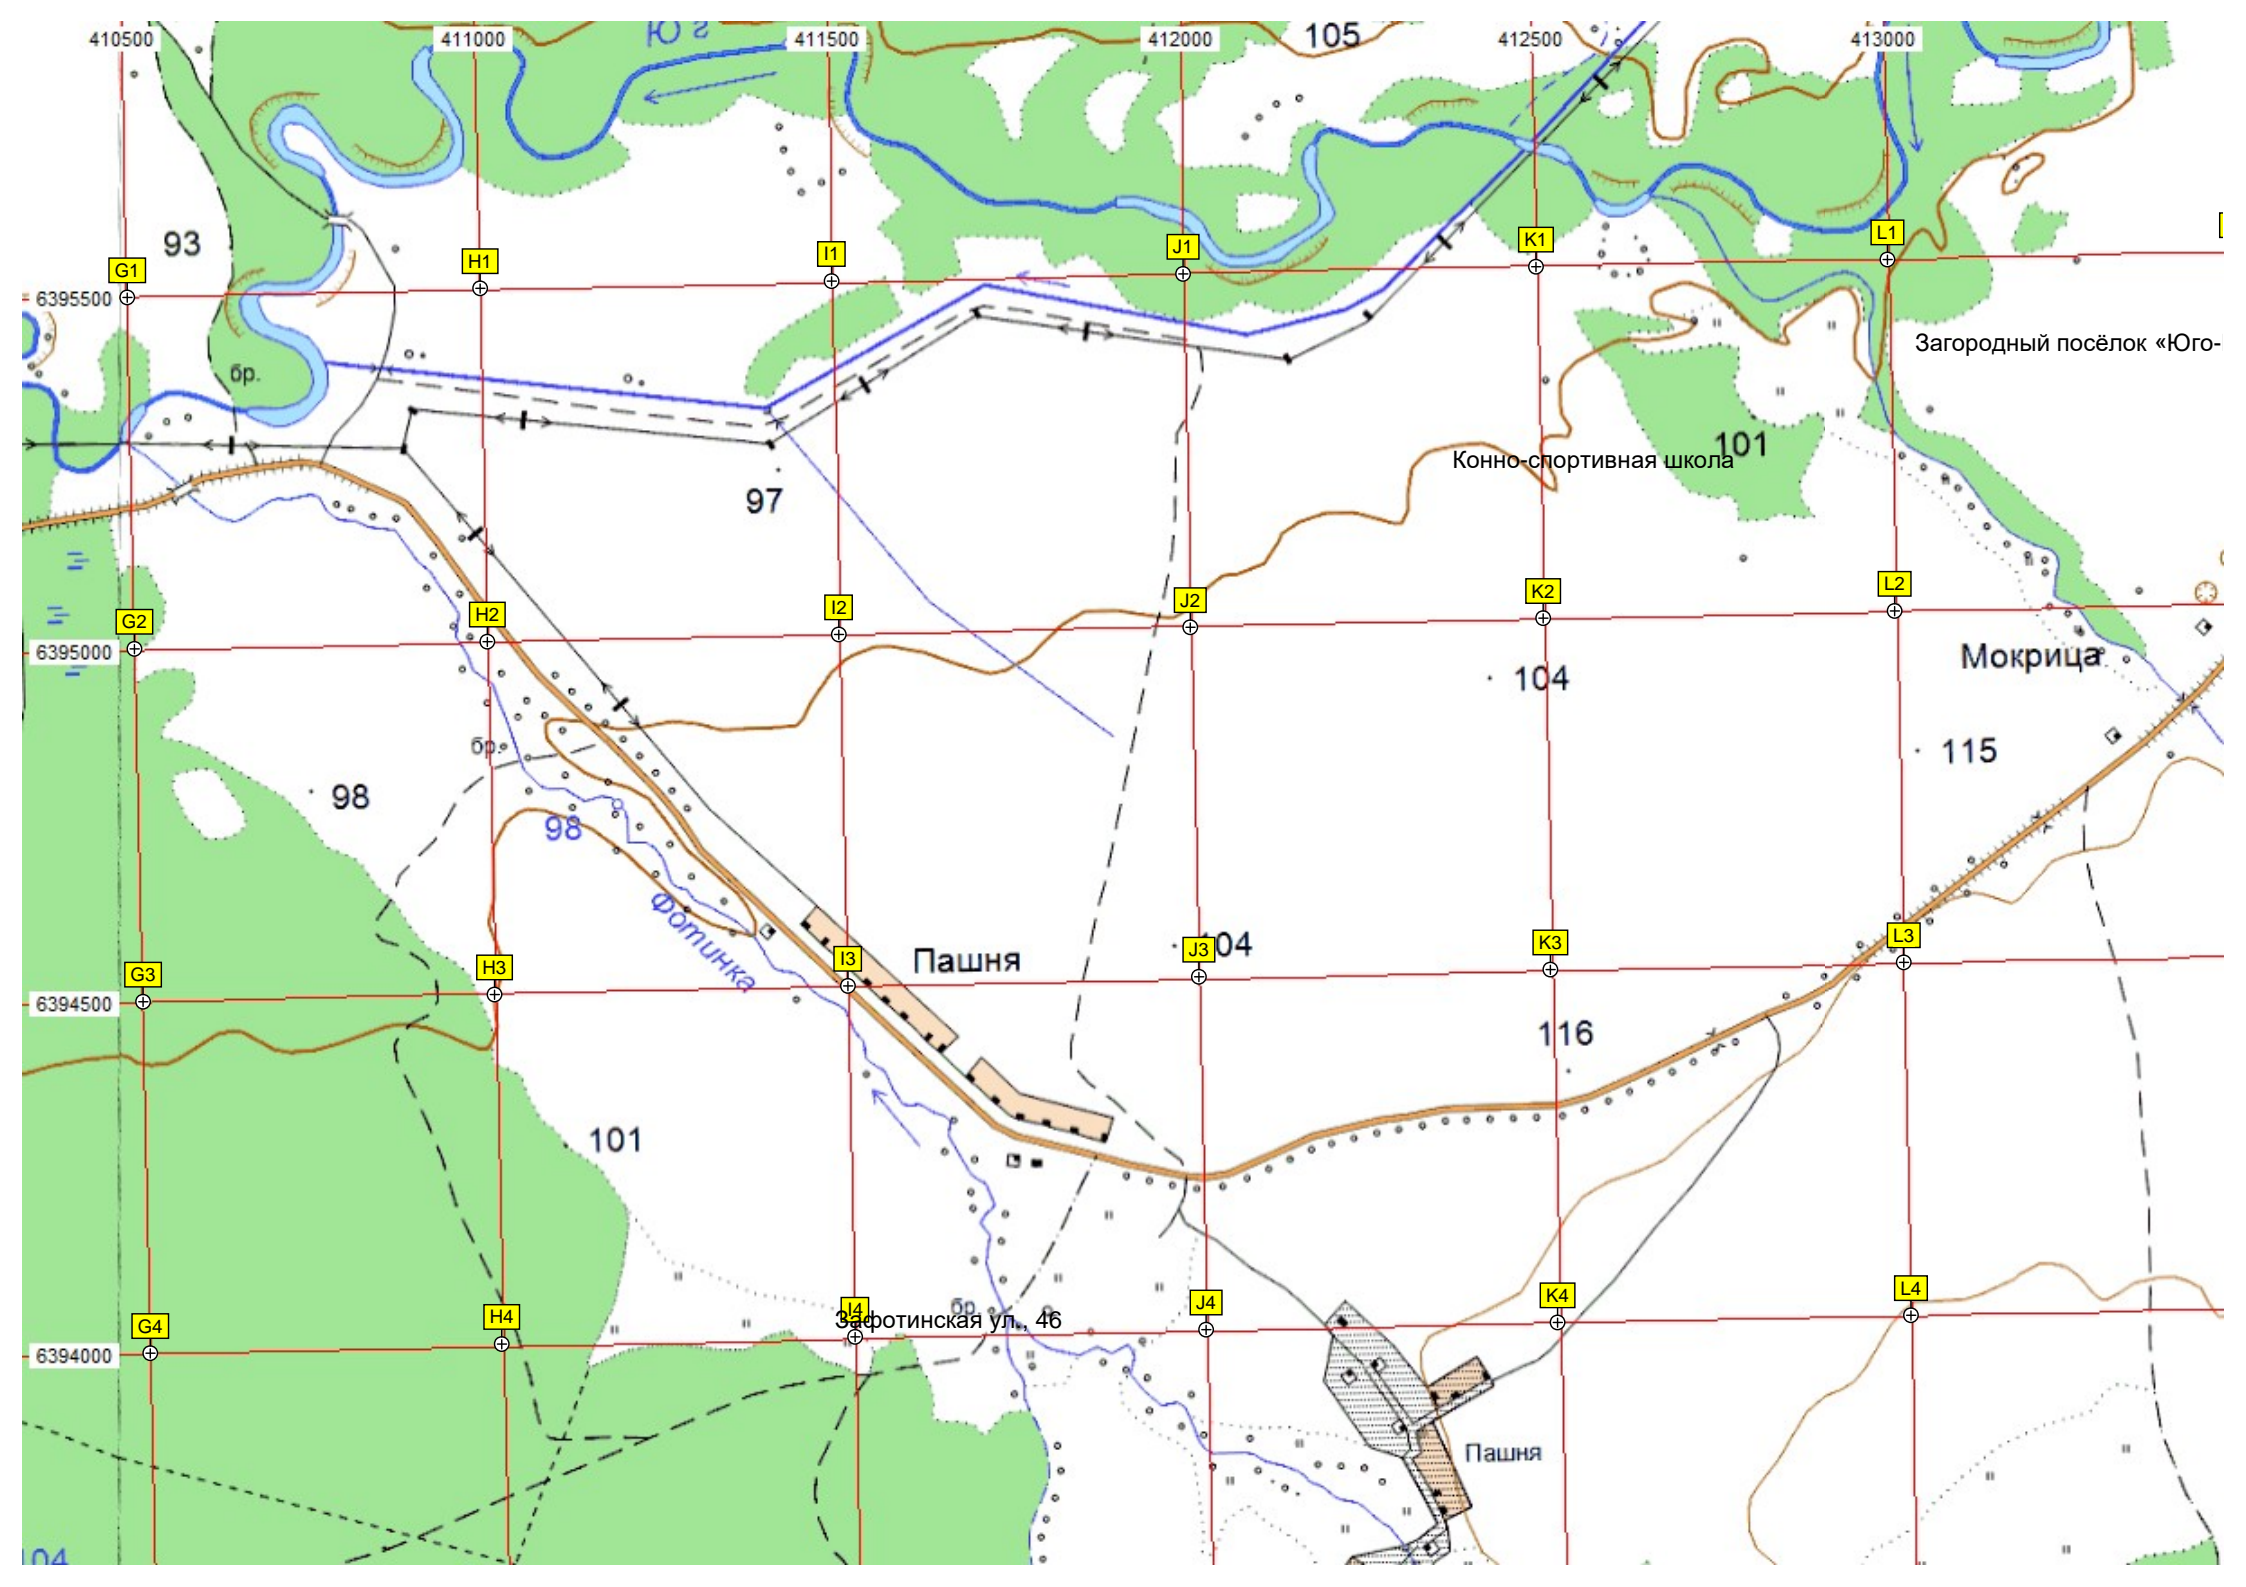 410500 411000 Ю г 411500 412000 105 412500 413000
93
G1 H1 I1 J1 K1 L1
6395500
Загородный посёлок «Юго-
бр.
101
Конно-спортивная школа
97
G2 H2 I2 J2 K2 L2
6395000
Мокрица
104
бр.
115
98
98
Фотинка
Пашня
104
G3 H3 I3 J3 K3 L3
6394500
116
101
бр.
G4 H4 I4 J4 K4 L4
Зафотинская ул., 46
6394000
Пашня
104